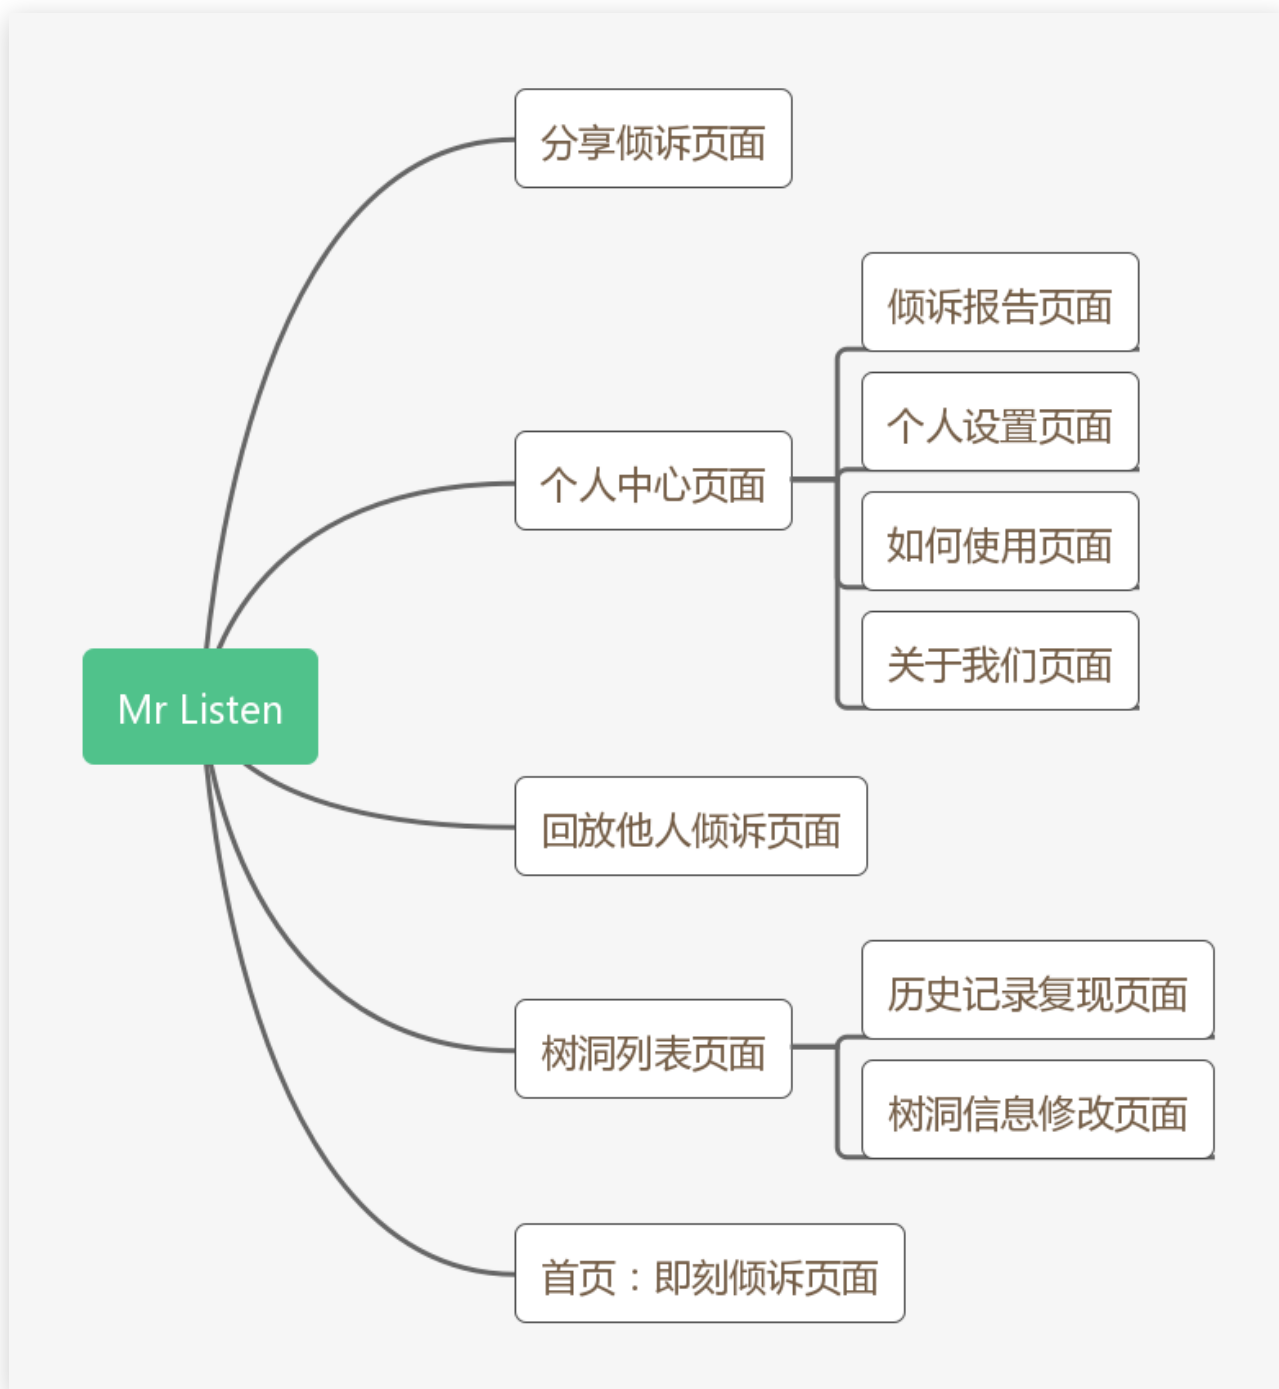 分享倾诉页面
倾诉报告页面
个人设置页面
个人中心页面
如何使用页面
关于我们页面
Mr Listen
回放他人倾诉页面
历史记录复现页面
树洞列表页面
树洞信息修改页面
首页：即刻倾诉页面